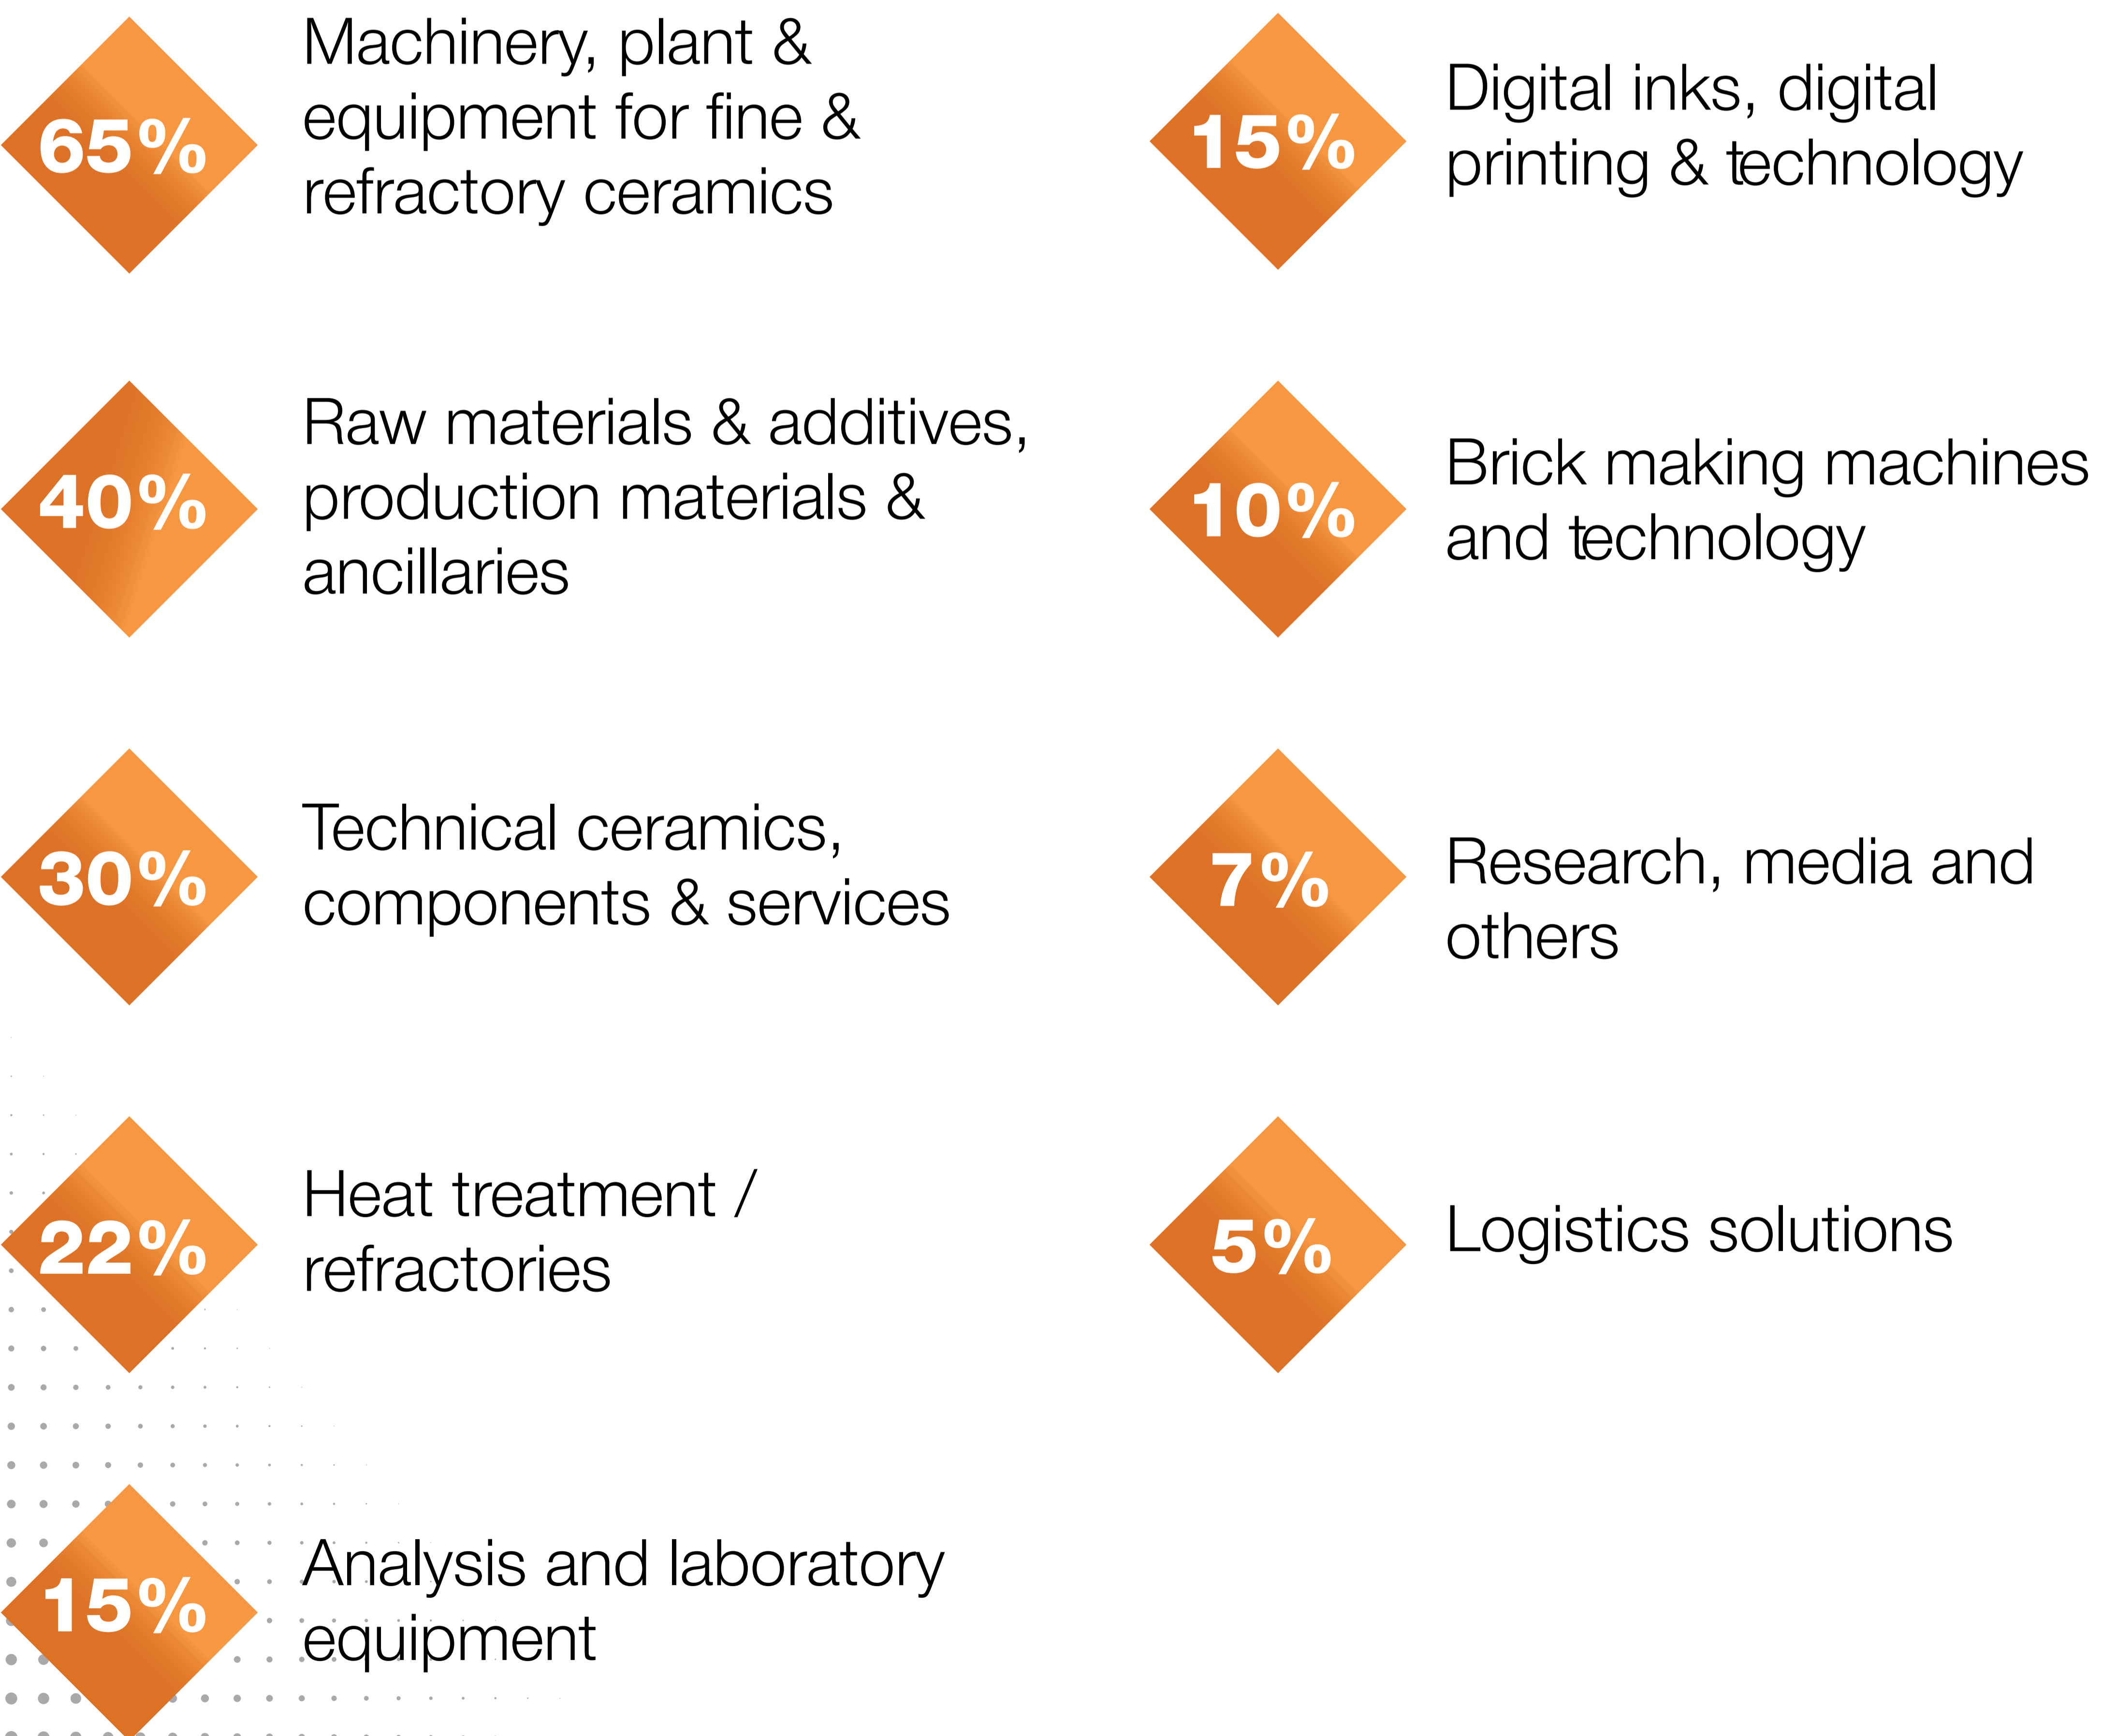 65%
Machinery, plant &
equipment for fine &
refractory ceramics
40%
Raw materials & additives,
production materials &
ancillaries
30%
Technical ceramics,
components & services
22%
Heat treatment /
refractories
15%
Analysis and laboratory
equipment
15%
Digital inks, digital
printing & technology
10%
Brick making machines
and technology
7%
Research, media and
others
5%
Logistics solutions